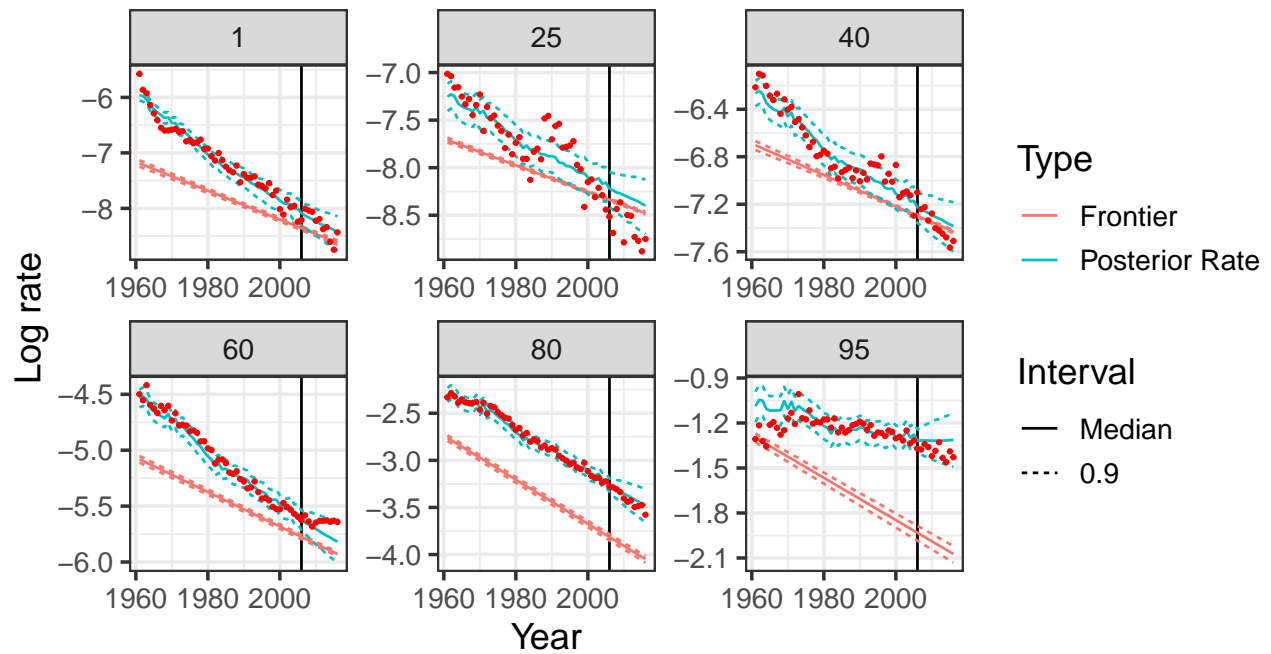 1 25 40
−6
−7
−8
−7.0
−7.5
−8.0
−8.5
−6.4
−6.8
−7.2
−7.6
1960 1980 2000 1960 1980 2000 1960 1980 2000
60 80 95
−4.5
−5.0
−5.5
−6.0
−2.5
−3.0
−3.5
−4.0
−0.9
−1.2
−1.5
−1.8
−2.1
1960 1980 2000 1960 1980 2000 1960 1980 2000
Log rate
Year
Type
Frontier
Posterior Rate
Interval
Median
0.9